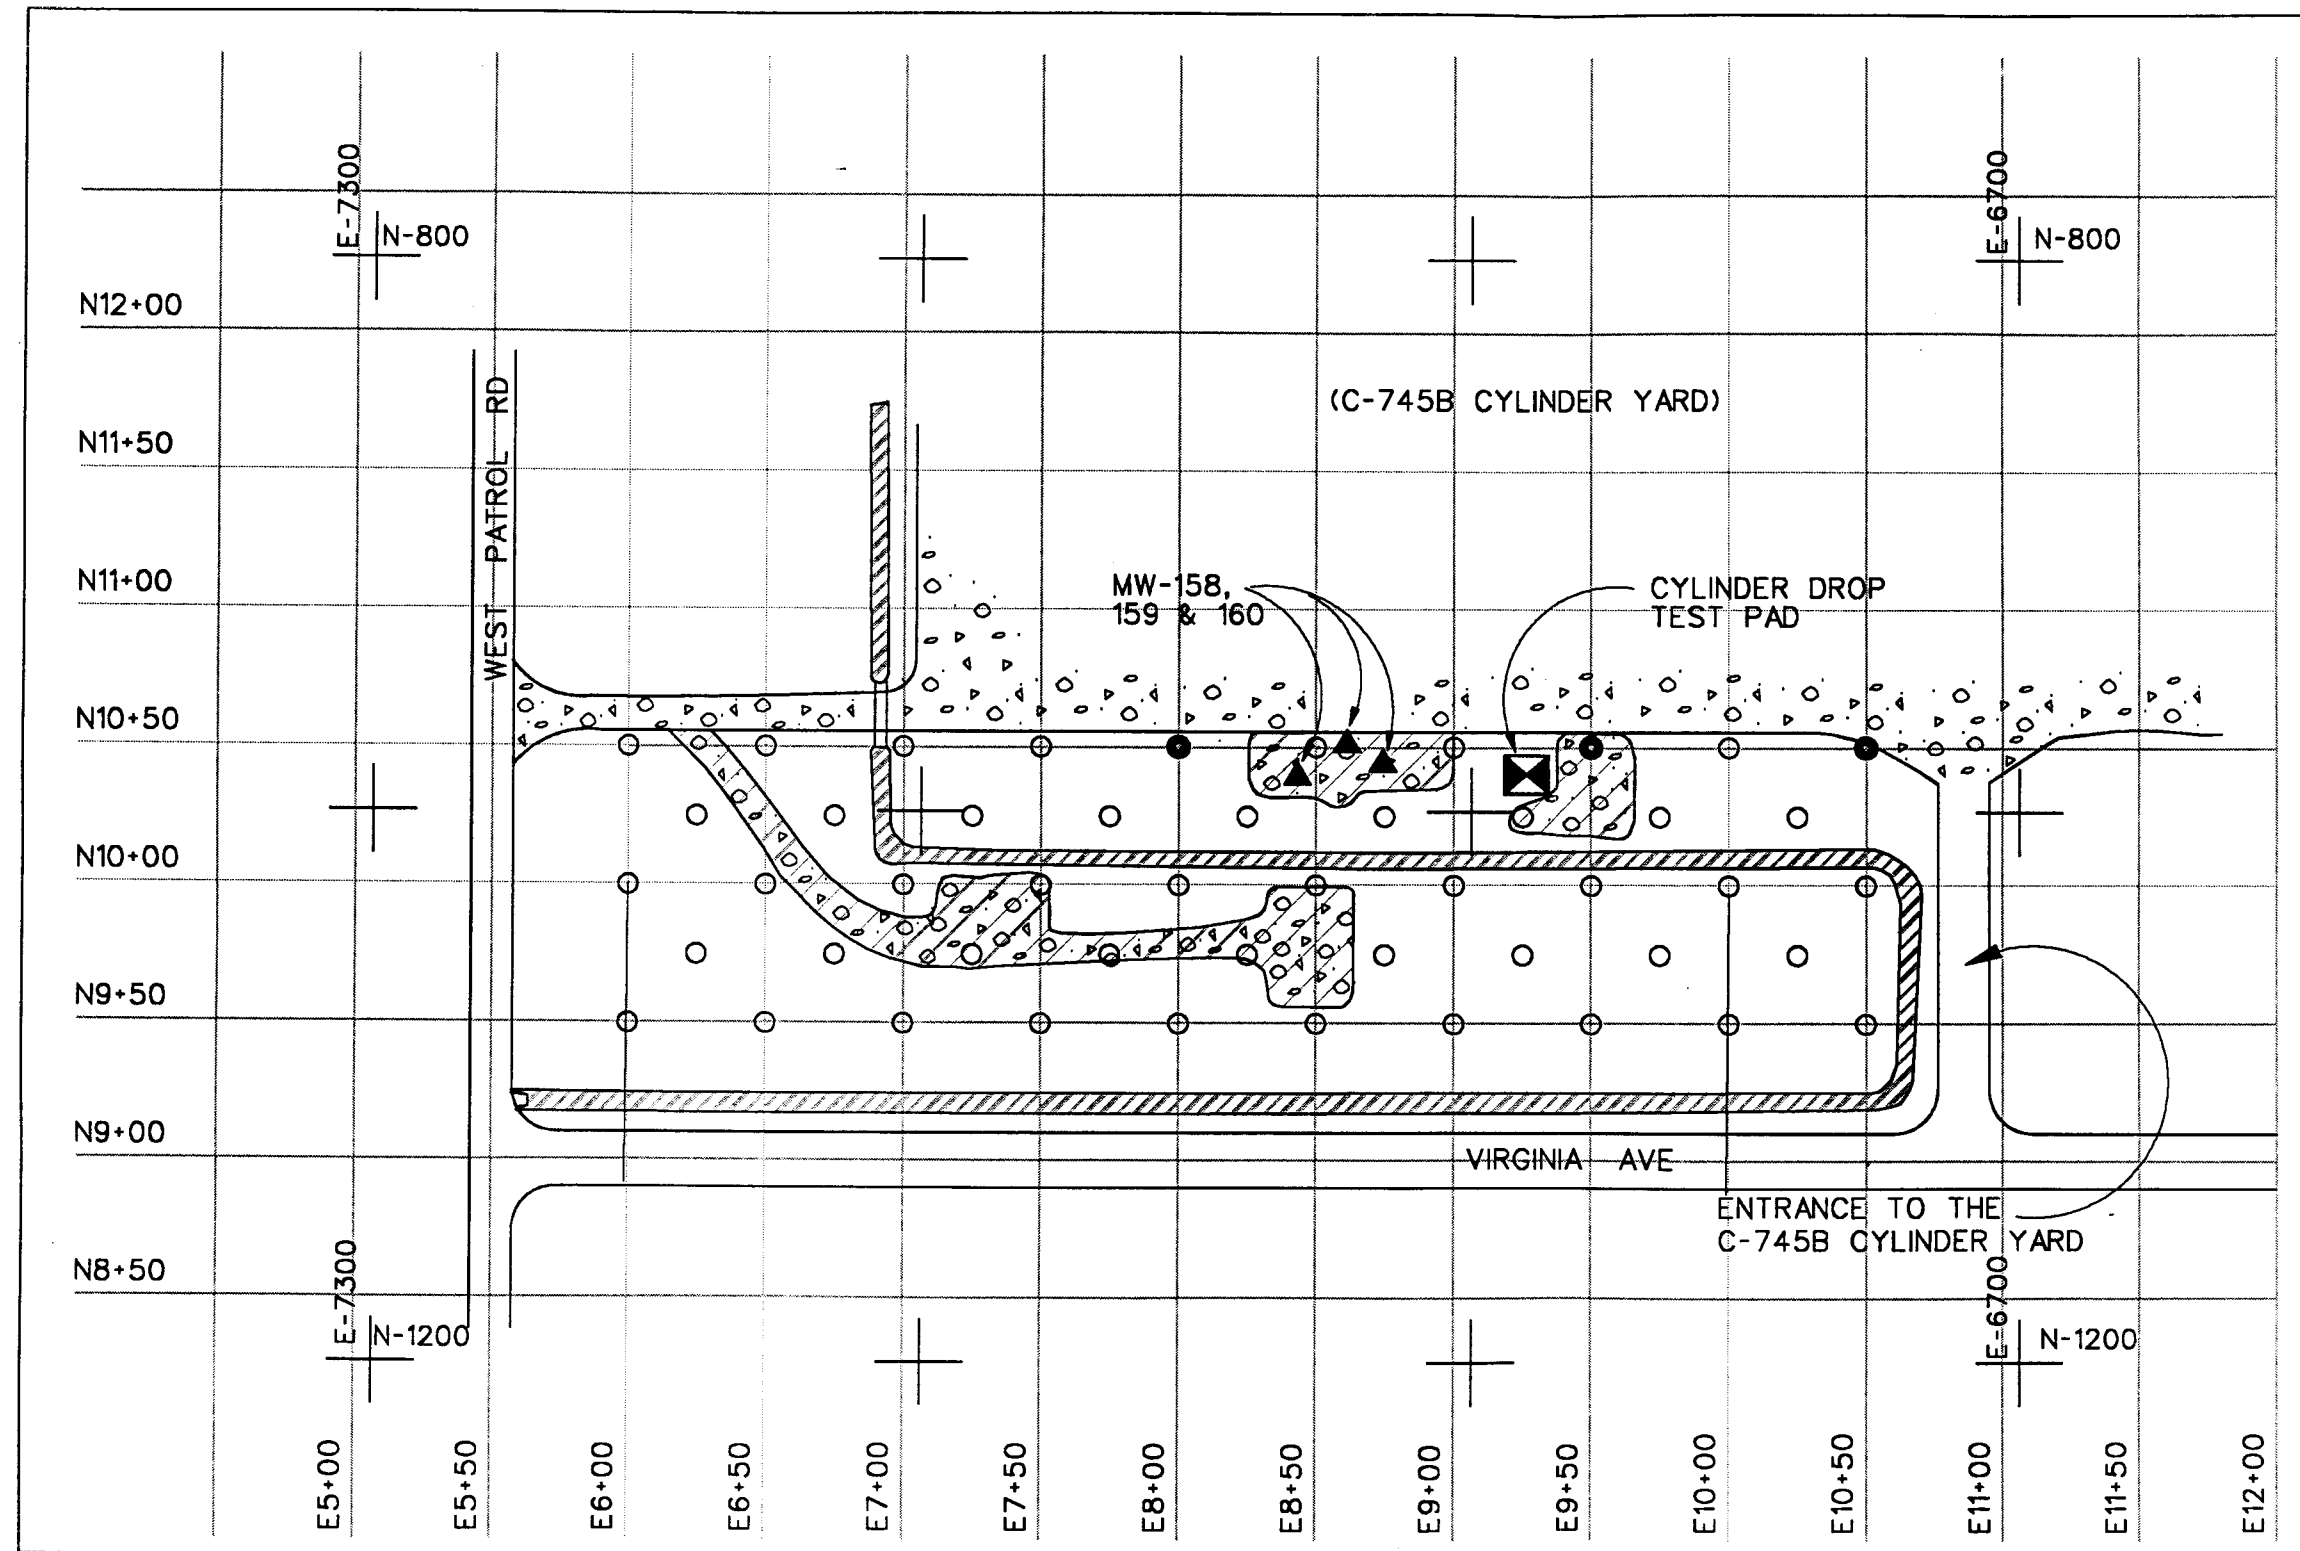 E-7300
N-800
E-6700
N-800
N12+00
(C-745B CYLINDER YARD)
N11+50
WEST PATROL RD
N11+00
MW-158,
159 & 160
CYLINDER DROP
TEST PAD
N10+50
N10+00
N9+50
N9+00
VIRGINIA AVE
ENTRANCE TO THE
C-745B CYLINDER YARD
N8+50
E-7300
N-1200
E-6700
N-1200
E5+00
E5+50
E6+00
E6+50
E7+00
E7+50
E8+00
E8+50
E9+00
E9+50
E10+00
E10+50
E11+00
E11+50
E12+00